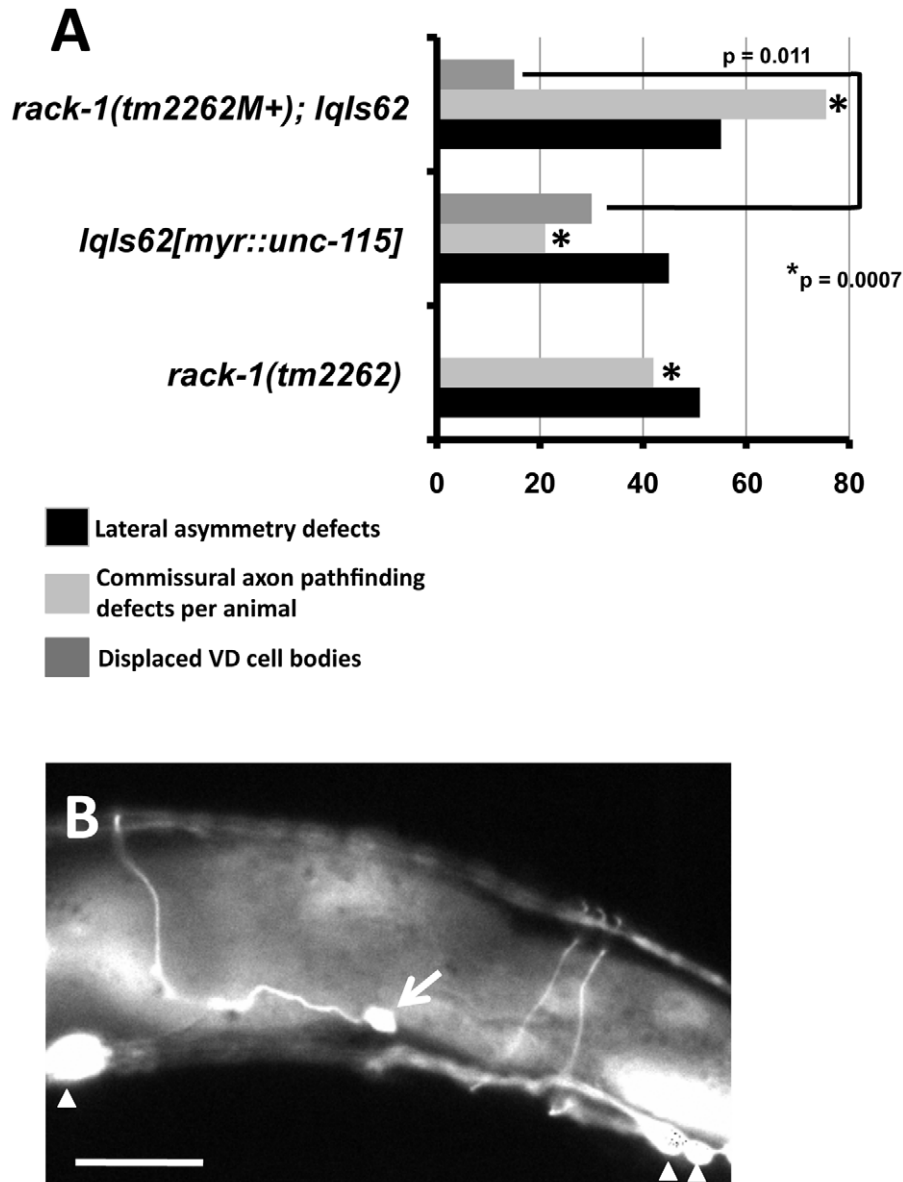 A
p = 0.011
rack-1(tm2262M+); lqIs62
*
lqIs62[myr::unc-115]
*
*p = 0.0007
rack-1(tm2262)
*
0 20 40 60 80
Lateral asymmetry defects
Commissural axon pathfinding
defects per animal
Displaced VD cell bodies
B